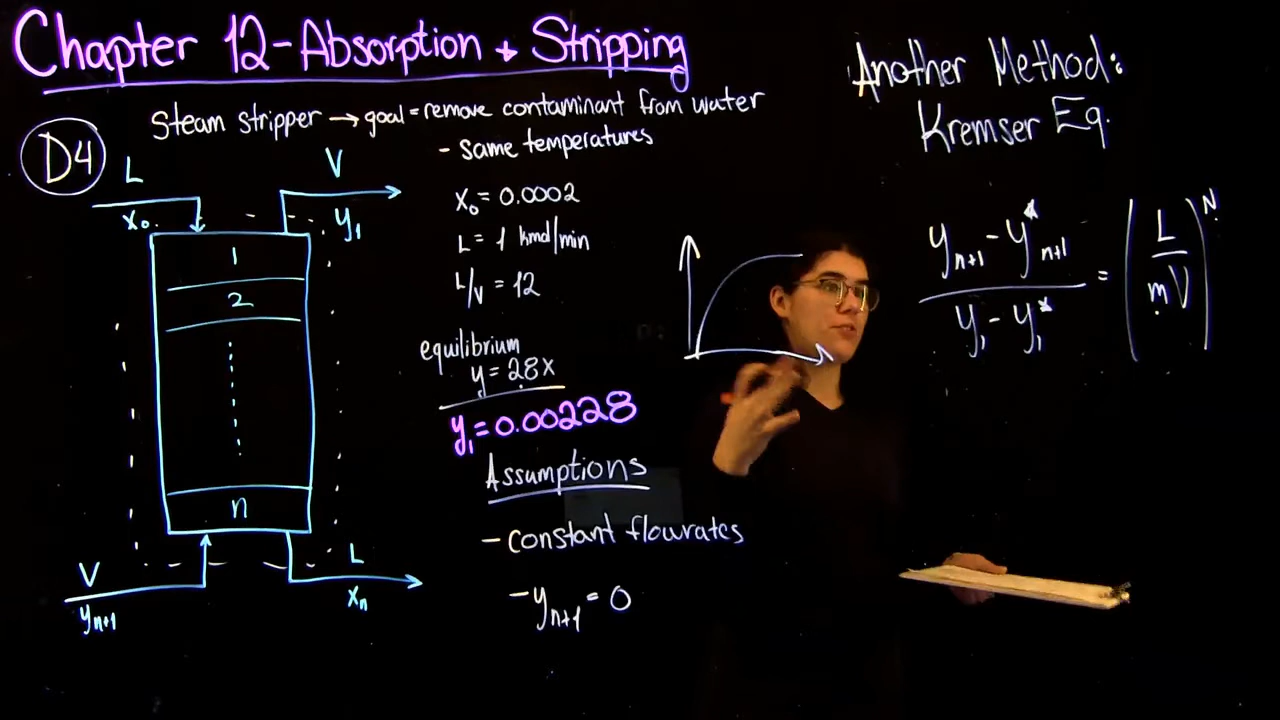 Chapter 12-Absorption + Stripping
Another Method:
Kremser Eq.
D4
Steam stripper → goal = remove contaminant from water
- same temperatures
L
V
x₀
y₁
x₀ = 0.0002
L = 1 kmol/min
L/V = 12
equilibrium
y = 28x
y₁ = 0.00228
Assumptions
- constant flowrates
- yₙ₊₁ = 0
1
2
n
V
yₙ₊₁
L
xₙ
yₙ₊₁ - y*ₙ₊₁
y₁ - y₁*
= (L / mV)ᴺ